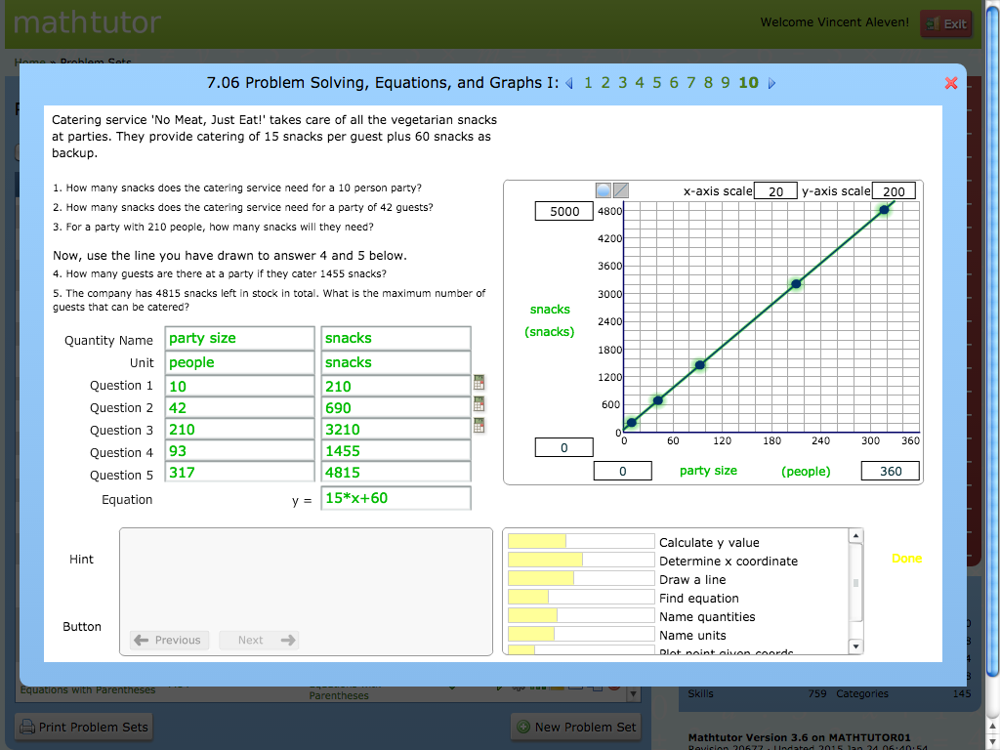 mathtutor
Welcome Vincent Aleven!
Exit
Home » Problem Sets
7.06 Problem Solving, Equations, and Graphs I: 1 2 3 4 5 6 7 8 9 10
Catering service 'No Meat, Just Eat!' takes care of all the vegetarian snacks
at parties. They provide catering of 15 snacks per guest plus 60 snacks as
backup.
1. How many snacks does the catering service need for a 10 person party?
2. How many snacks does the catering service need for a party of 42 guests?
3. For a party with 210 people, how many snacks will they need?
Now, use the line you have drawn to answer 4 and 5 below.
4. How many guests are there at a party if they cater 1455 snacks?
5. The company has 4815 snacks left in stock in total. What is the maximum number of
guests that can be catered?
Quantity Name party size snacks
Unit people snacks
Question 1 10 210
Question 2 42 690
Question 3 210 3210
Question 4 93 1455
Question 5 317 4815
Equation y = 15*x+60
x-axis scale 20 y-axis scale 200
5000
4800
4200
3600
3000
2400
1800
1200
600
0
snacks
(snacks)
0
0 60 120 180 240 300 360
0 party size (people) 360
Hint
Button
Previous Next
Calculate y value
Determine x coordinate
Draw a line
Find equation
Name quantities
Name units
Plot point given coords
Done
Equations with Parentheses
Parentheses
Skills 759 Categories 145
Print Problem Sets
New Problem Set
Mathtutor Version 3.6 on MATHTUTOR01
Revision 20677 - Updated 2015 Jan 24 06:40:54